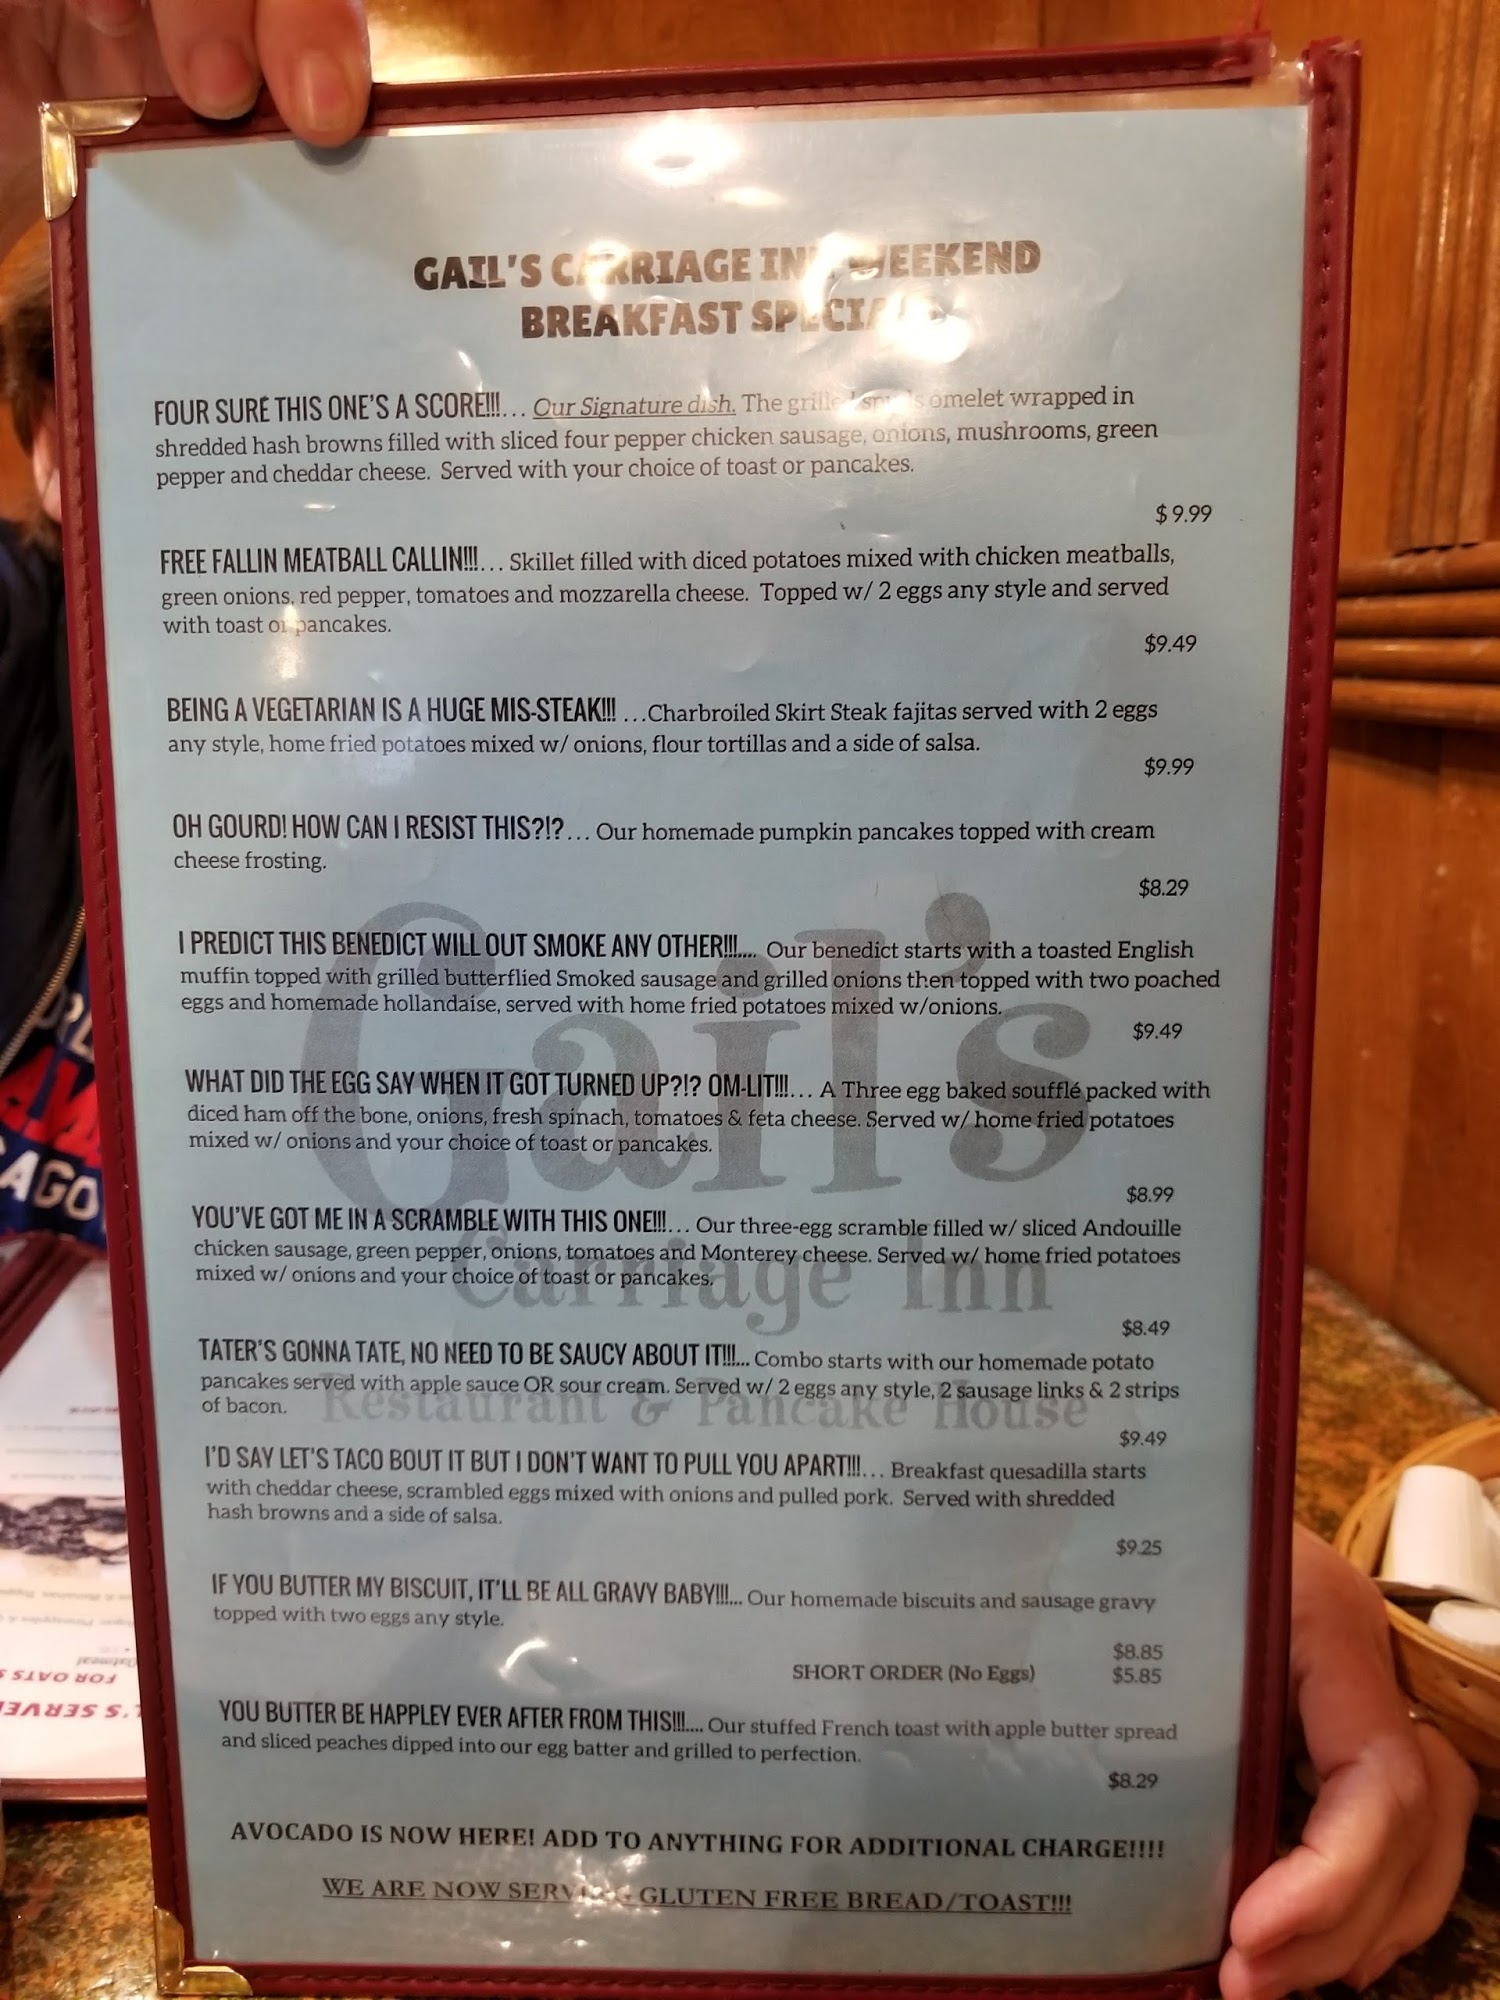 GAIL'S CARRIAGE INN WEEKEND
BREAKFAST SPECIALS
FOUR SURE THIS ONE'S A SCORE!!!... Our Signature dish. The grilled spuds omelet wrapped in
shredded hash browns filled with sliced four pepper chicken sausage, onions, mushrooms, green
pepper and cheddar cheese. Served with your choice of toast or pancakes.
$ 9.99
FREE FALLIN MEATBALL CALLIN!!!... Skillet filled with diced potatoes mixed with chicken meatballs,
green onions, red pepper, tomatoes and mozzarella cheese. Topped w/ 2 eggs any style and served
with toast or pancakes.
$9.49
BEING A VEGETARIAN IS A HUGE MIS-STEAK!!! ...Charbroiled Skirt Steak fajitas served with 2 eggs
any style, home fried potatoes mixed w/ onions, flour tortillas and a side of salsa.
$9.99
OH GOURD! HOW CAN I RESIST THIS?!?... Our homemade pumpkin pancakes topped with cream
cheese frosting.
$8.29
I PREDICT THIS BENEDICT WILL OUT SMOKE ANY OTHER!!!.... Our benedict starts with a toasted English
muffin topped with grilled butterflied Smoked sausage and grilled onions then topped with two poached
eggs and homemade hollandaise, served with home fried potatoes mixed w/onions.
$9.49
WHAT DID THE EGG SAY WHEN IT GOT TURNED UP?!? OM-LIT!!!... A Three egg baked soufflé packed with
diced ham off the bone, onions, fresh spinach, tomatoes & feta cheese. Served w/ home fried potatoes
mixed w/ onions and your choice of toast or pancakes.
$8.99
YOU'VE GOT ME IN A SCRAMBLE WITH THIS ONE!!!... Our three-egg scramble filled w/ sliced Andouille
chicken sausage, green pepper, onions, tomatoes and Monterey cheese. Served w/ home fried potatoes
mixed w/ onions and your choice of toast or pancakes.
$8.49
TATER'S GONNA TATE, NO NEED TO BE SAUCY ABOUT IT!!!... Combo starts with our homemade potato
pancakes served with apple sauce OR sour cream. Served w/ 2 eggs any style, 2 sausage links & 2 strips
of bacon.
$9.49
I'D SAY LET'S TACO BOUT IT BUT I DON'T WANT TO PULL YOU APART!!!... Breakfast quesadilla starts
with cheddar cheese, scrambled eggs mixed with onions and pulled pork. Served with shredded
hash browns and a side of salsa.
$9.25
IF YOU BUTTER MY BISCUIT, IT'LL BE ALL GRAVY BABY!!!... Our homemade biscuits and sausage gravy
topped with two eggs any style.
$8.85
SHORT ORDER (No Eggs) $5.85
YOU BUTTER BE HAPPLEY EVER AFTER FROM THIS!!!.... Our stuffed French toast with apple butter spread
and sliced peaches dipped into our egg batter and grilled to perfection.
$8.29
AVOCADO IS NOW HERE! ADD TO ANYTHING FOR ADDITIONAL CHARGE!!!!
WE ARE NOW SERVING GLUTEN FREE BREAD/TOAST!!!
Gail's
Carriage Inn
Restaurant & Pancake House
Oatmeal
FOR OATS